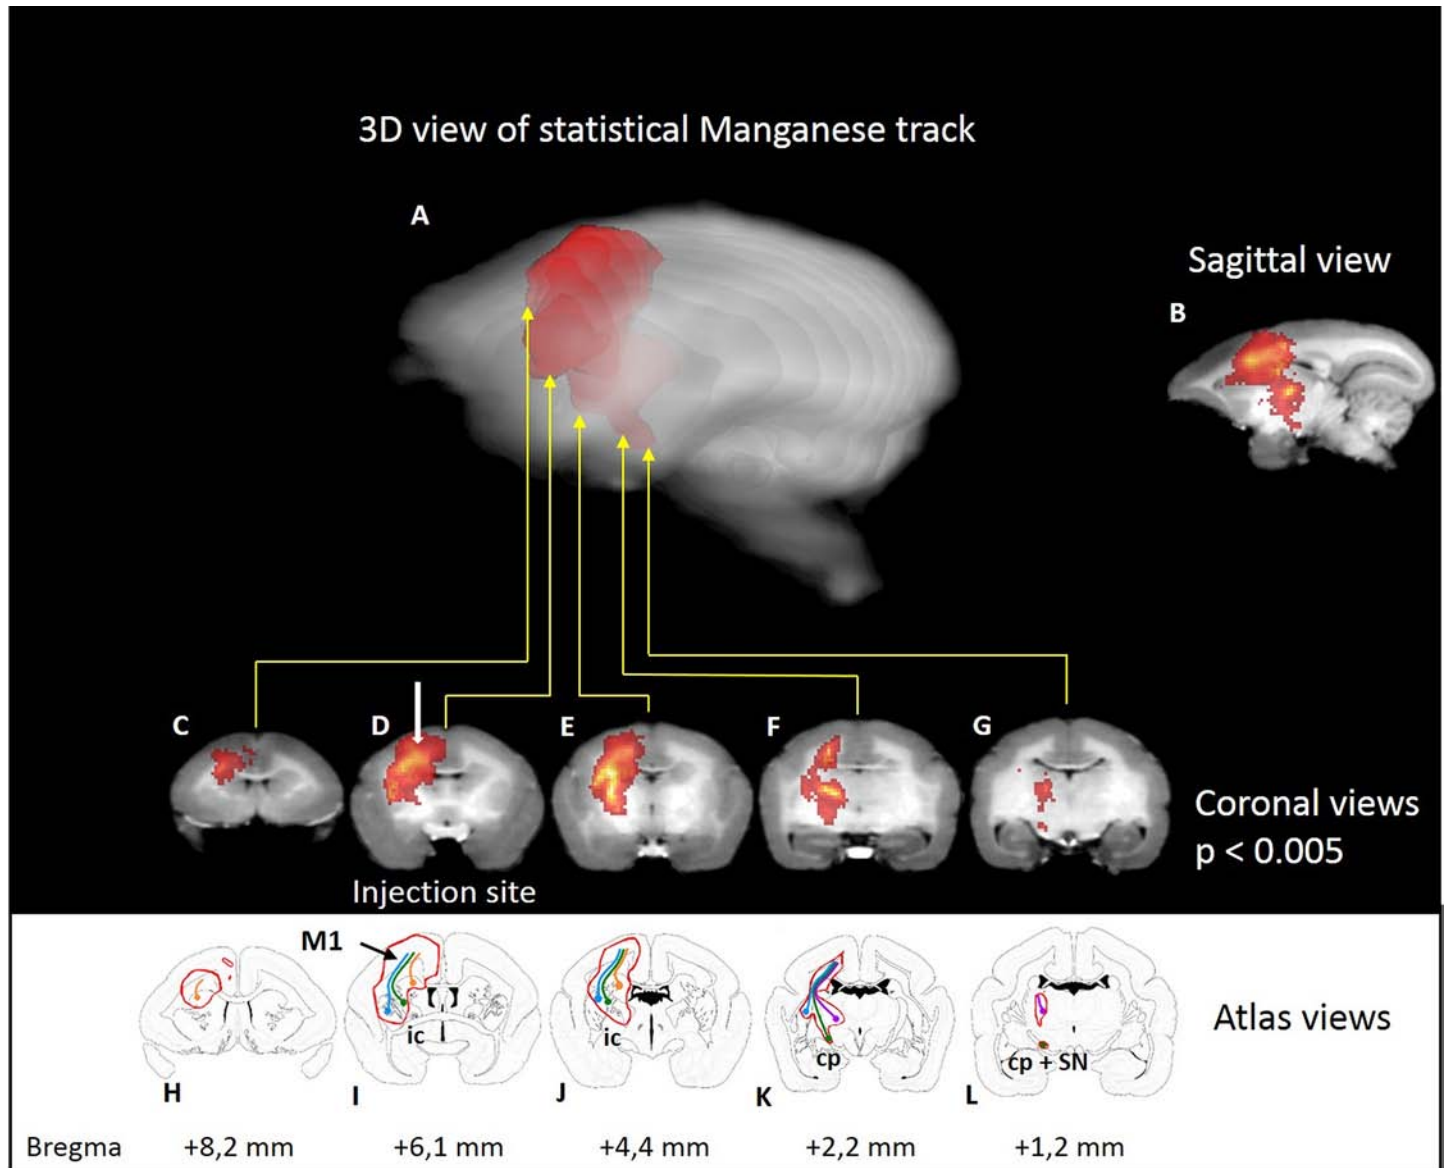 3D view of statistical Manganese track
A
Sagittal view
B
C
D
E
F
G
Coronal views
p < 0.005
Injection site
M1
ic
ic
cp
cp + SN
Atlas views
H
I
J
K
L
Bregma +8,2 mm +6,1 mm +4,4 mm +2,2 mm +1,2 mm